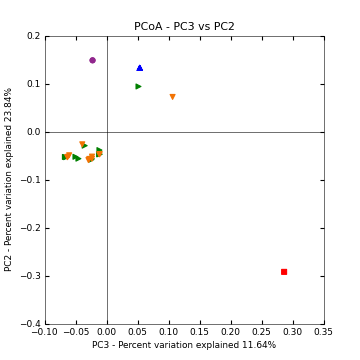 PCoA - PC3 vs PC2
0.2
0.1
0.0
−0.1
−0.2
−0.3
−0.4
PC2 - Percent variation explained 23.84%
−0.10 −0.05 0.00 0.05 0.10 0.15 0.20 0.25 0.30 0.35
PC3 - Percent variation explained 11.64%